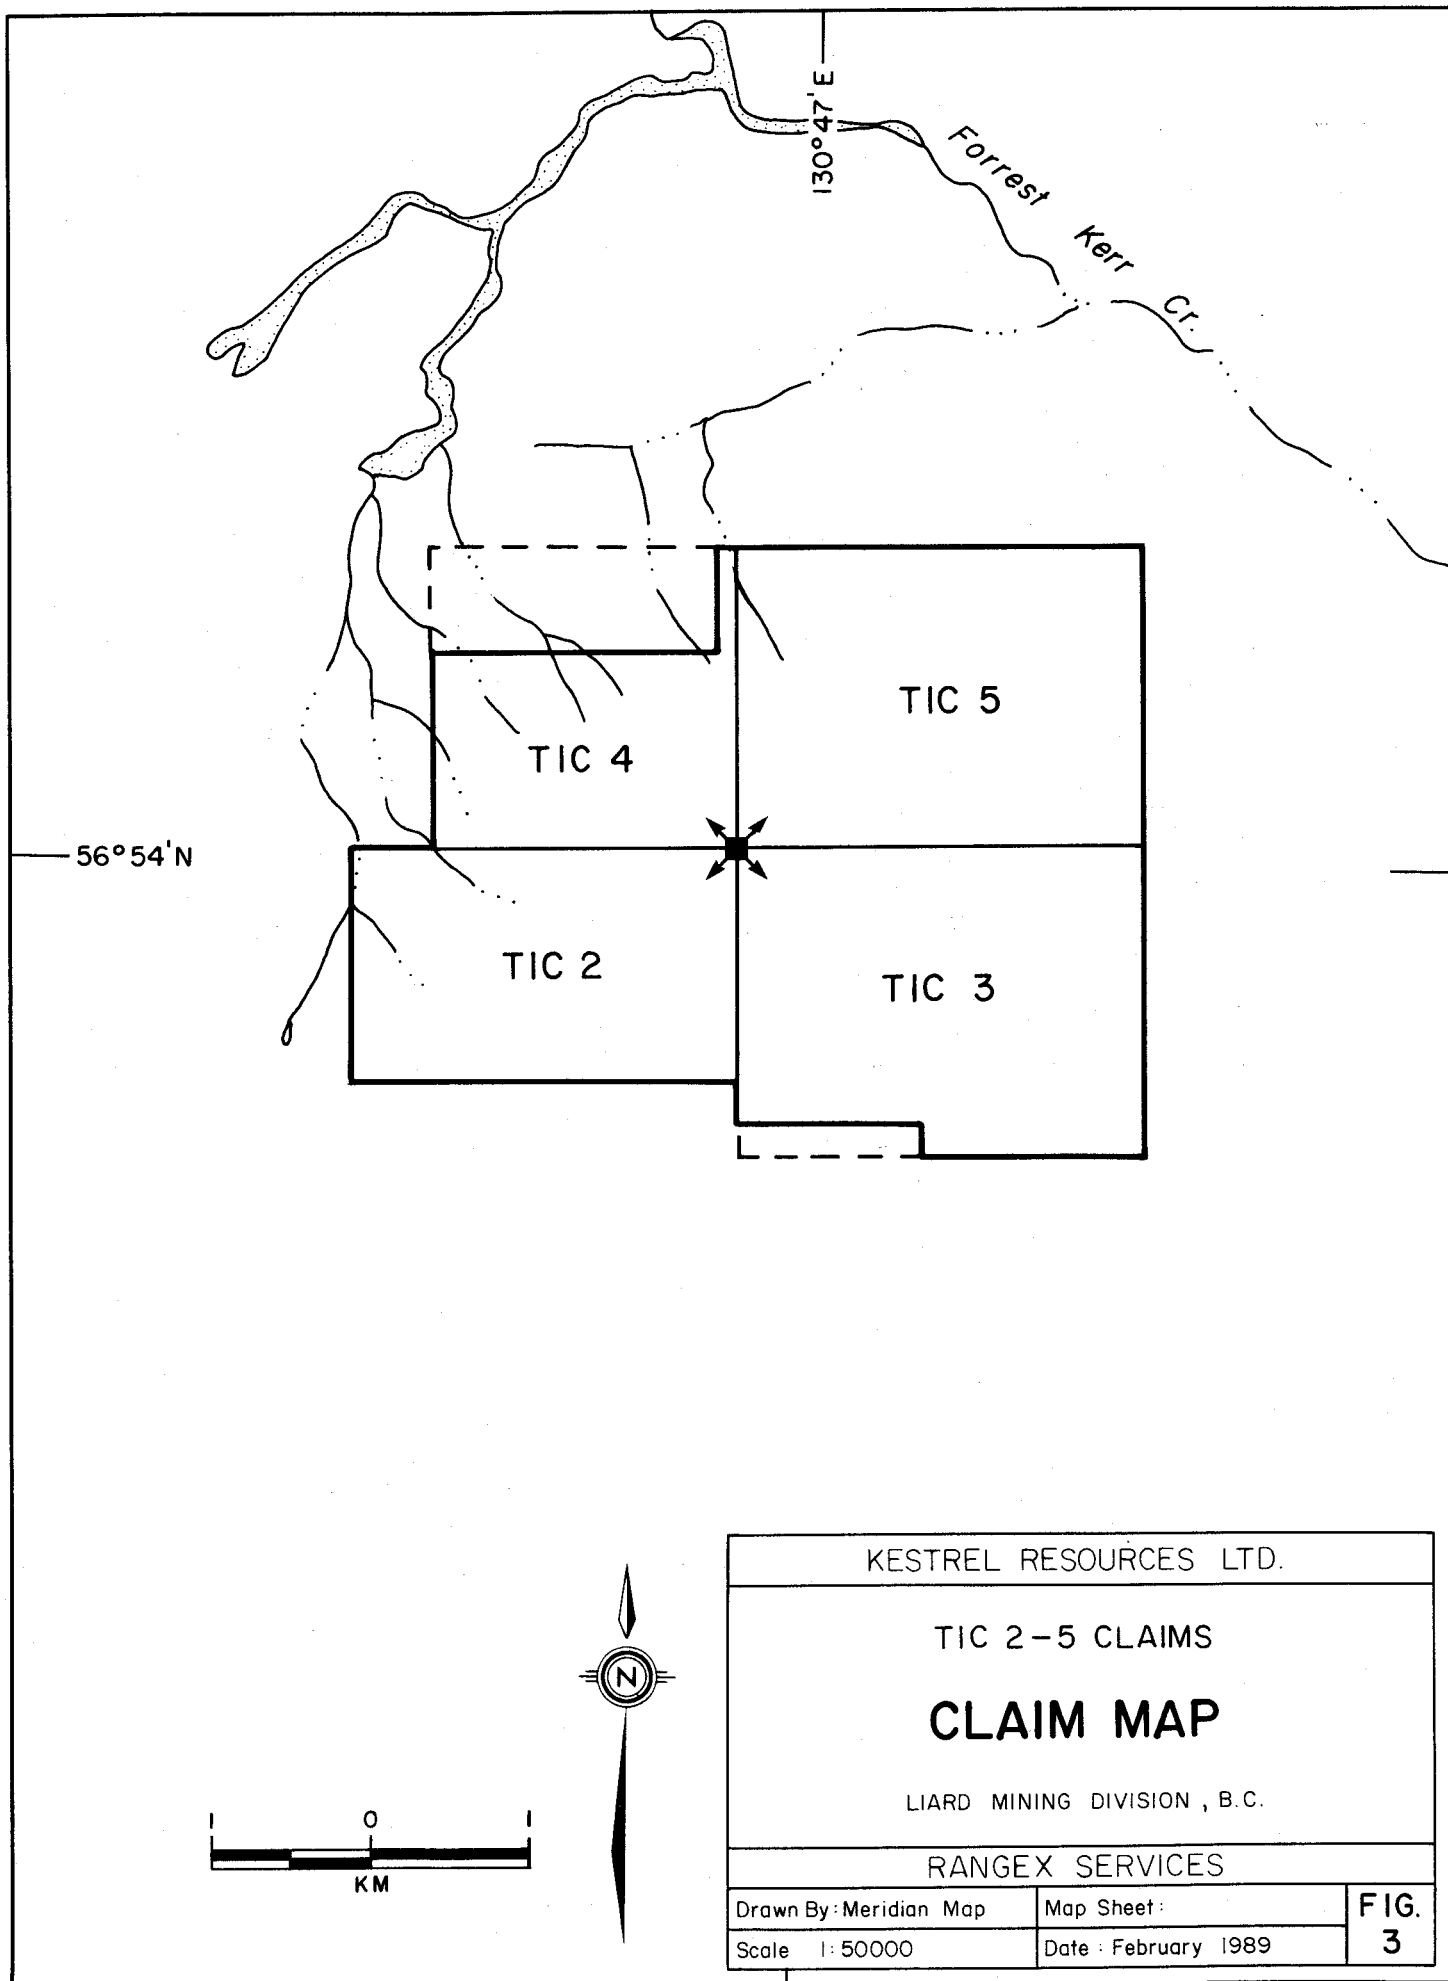 130°47'E
Forrest Kerr Cr.
TIC 5
TIC 4
56°54'N
TIC 2
TIC 3
N
1 0 1
KM
KESTREL RESOURCES LTD.
TIC 2-5 CLAIMS
CLAIM MAP
LIARD MINING DIVISION, B.C.
RANGEX SERVICES
Drawn By: Meridian Map
Map Sheet:
Scale 1:50000
Date: February 1989
FIG.
3